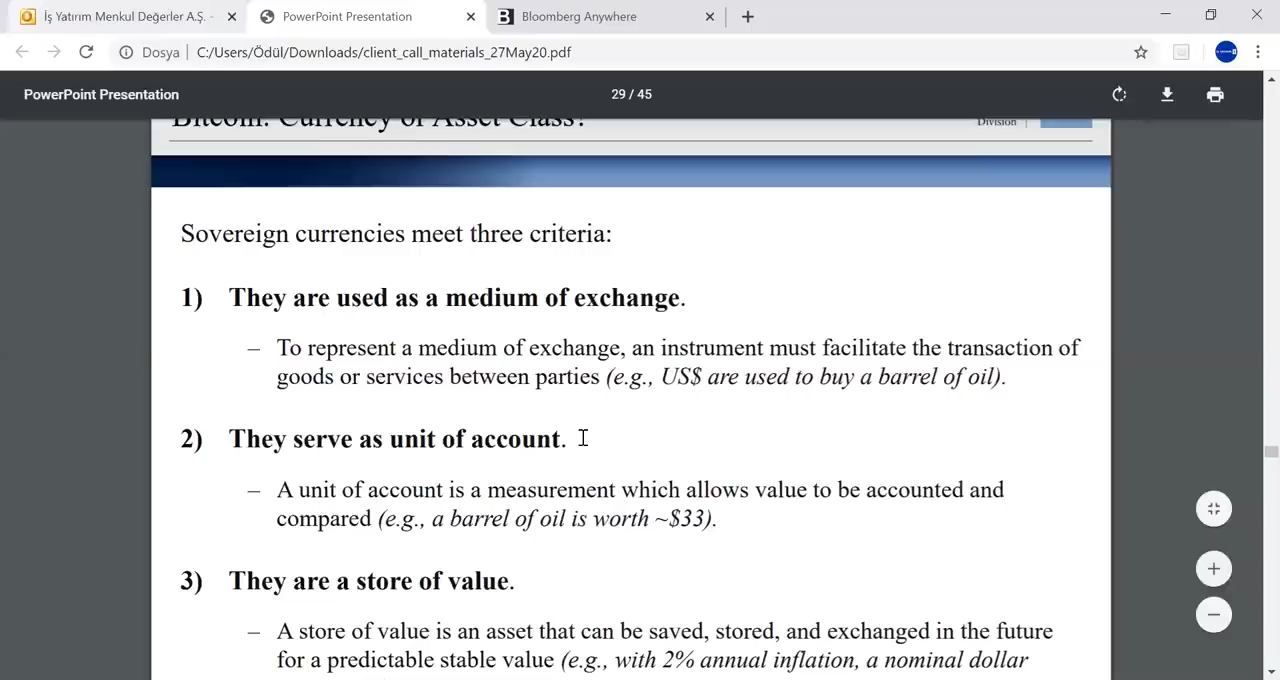 İş Yatırım Menkul Değerler A.Ş. -
PowerPoint Presentation
Bloomberg Anywhere
Dosya
C:/Users/Ödül/Downloads/client_call_materials_27May20.pdf
PowerPoint Presentation
29 / 45
Bitcoin: Currency or Asset Class?
Division
Sovereign currencies meet three criteria:
1) They are used as a medium of exchange.
– To represent a medium of exchange, an instrument must facilitate the transaction of
goods or services between parties (e.g., US$ are used to buy a barrel of oil).
2) They serve as unit of account.
– A unit of account is a measurement which allows value to be accounted and
compared (e.g., a barrel of oil is worth ~$33).
3) They are a store of value.
– A store of value is an asset that can be saved, stored, and exchanged in the future
for a predictable stable value (e.g., with 2% annual inflation, a nominal dollar